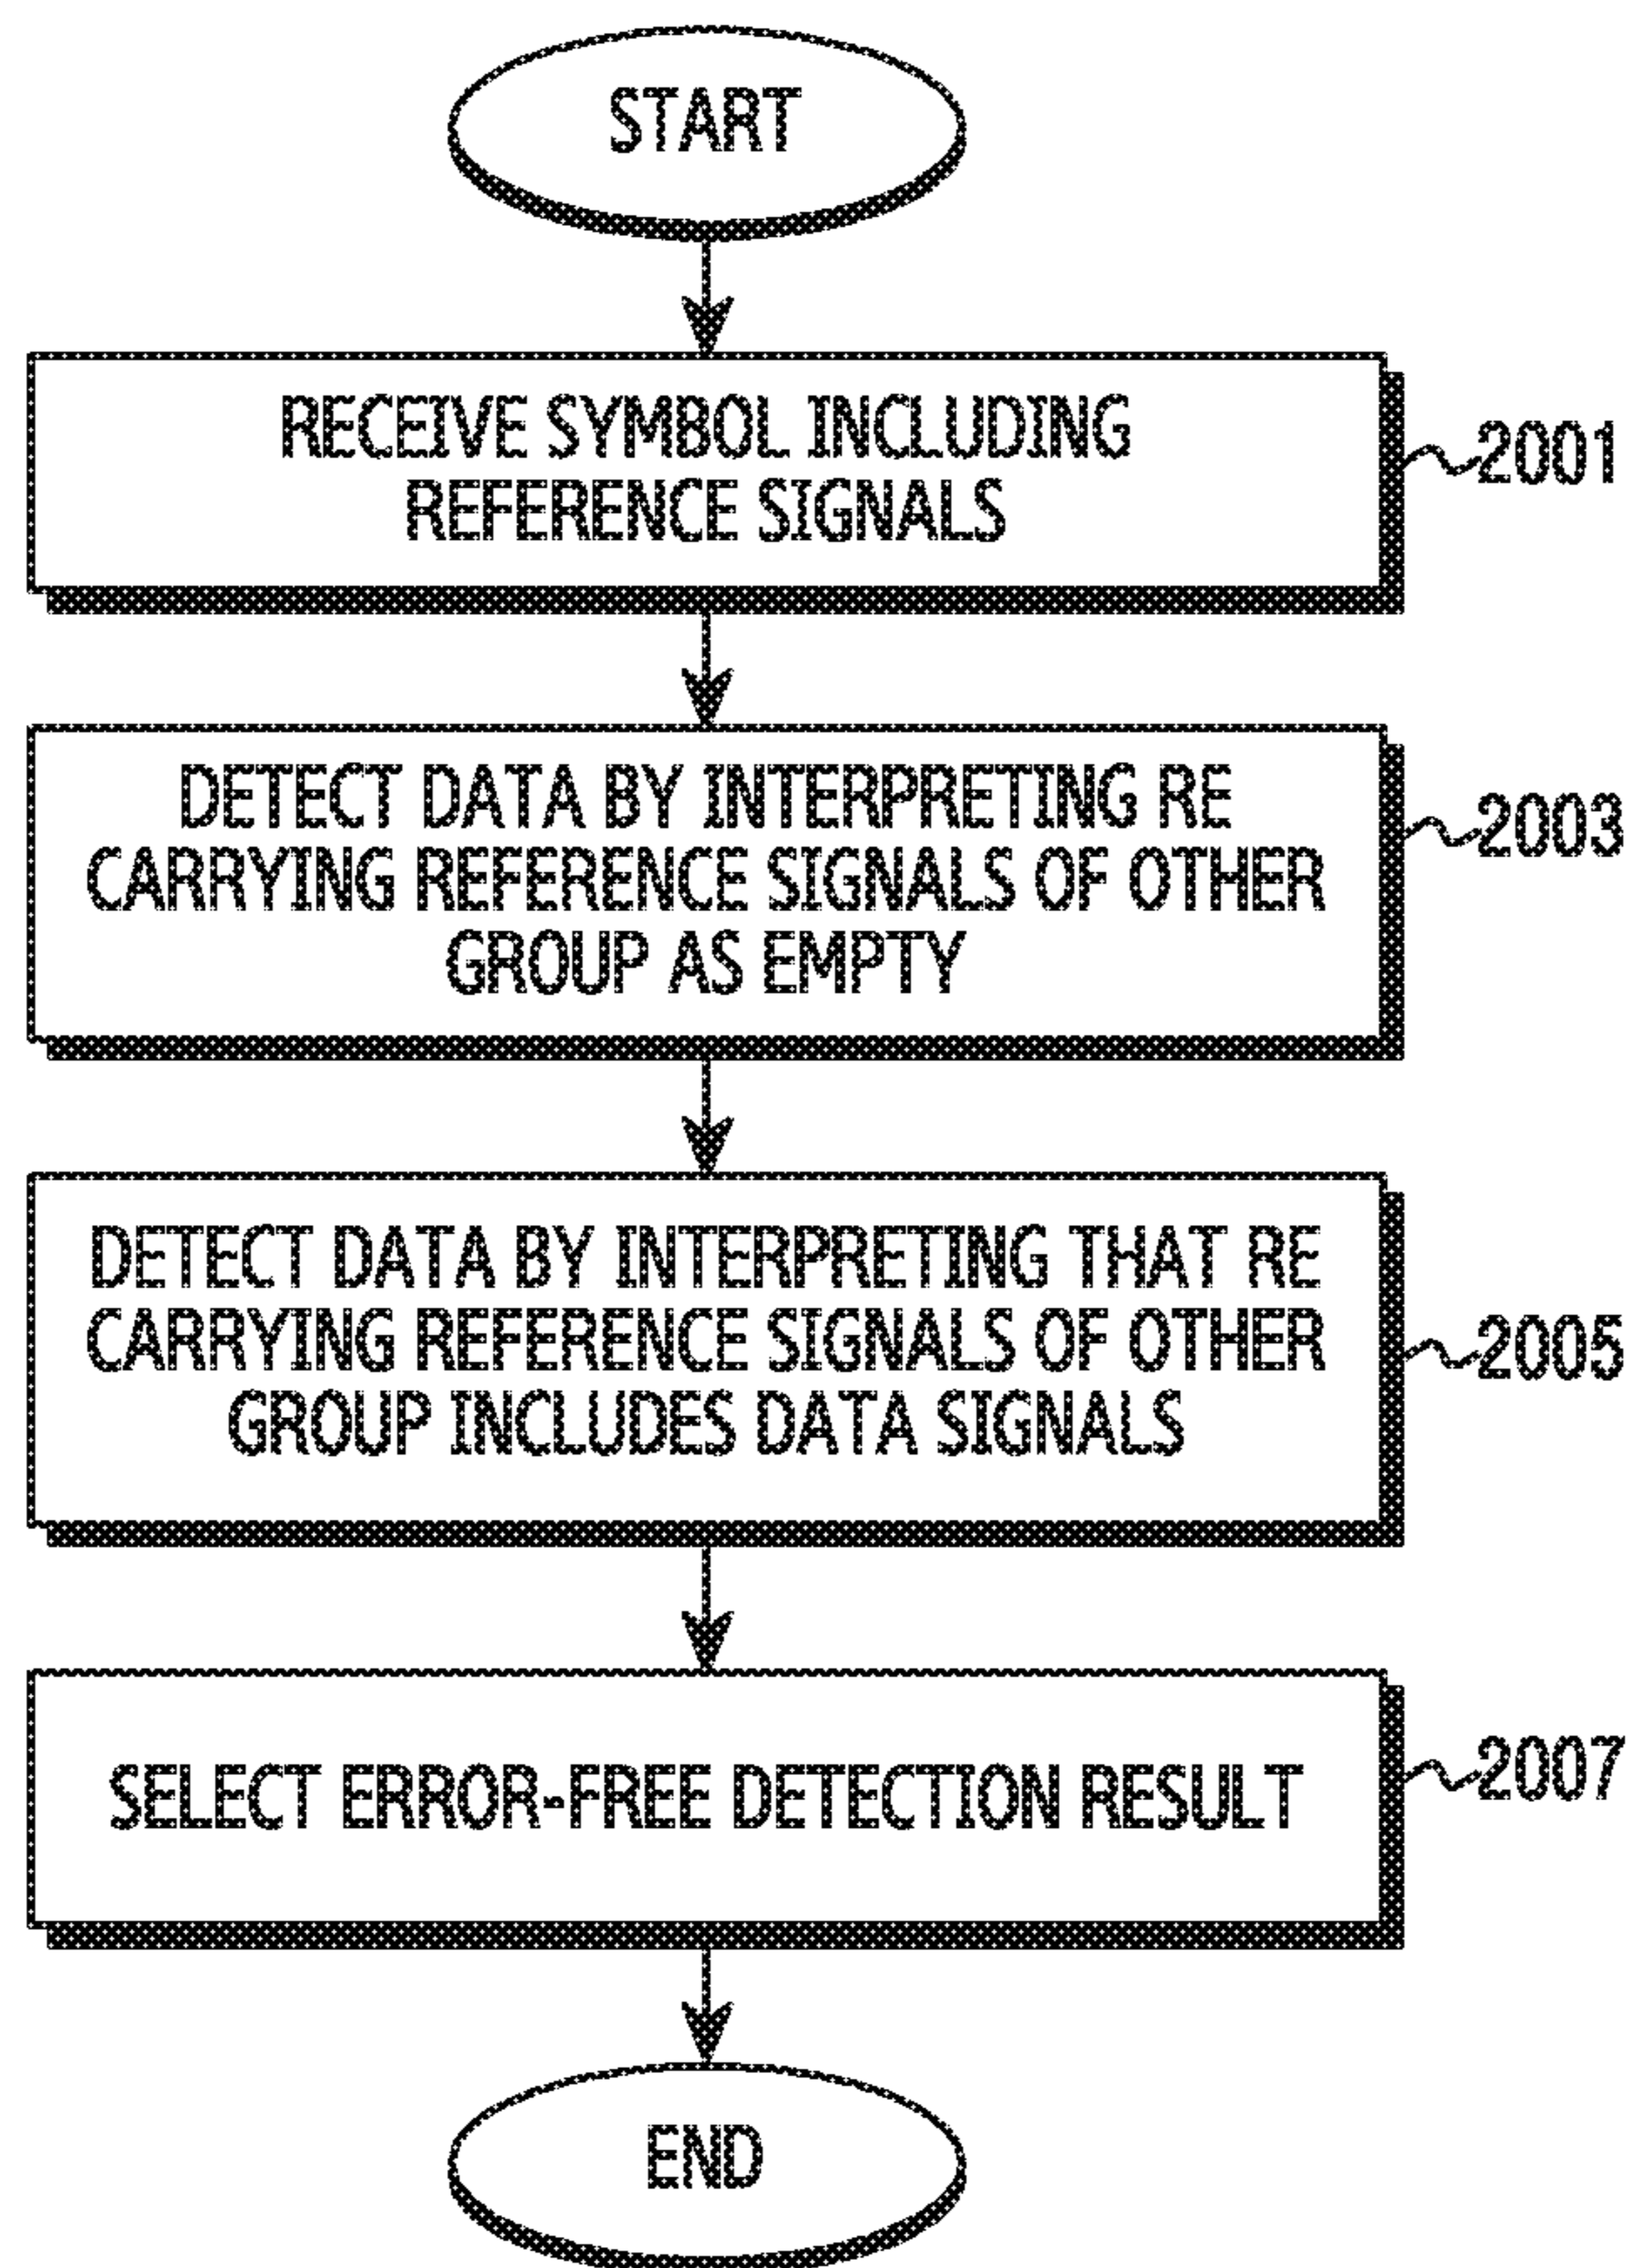 START
RECEIVE SYMBOL INCLUDING
REFERENCE SIGNALS
2001
DETECT DATA BY INTERPRETING RE
CARRYING REFERENCE SIGNALS OF OTHER
GROUP AS EMPTY
2003
DETECT DATA BY INTERPRETING THAT RE
CARRYING REFERENCE SIGNALS OF OTHER
GROUP INCLUDES DATA SIGNALS
2005
SELECT ERROR-FREE DETECTION RESULT
2007
END